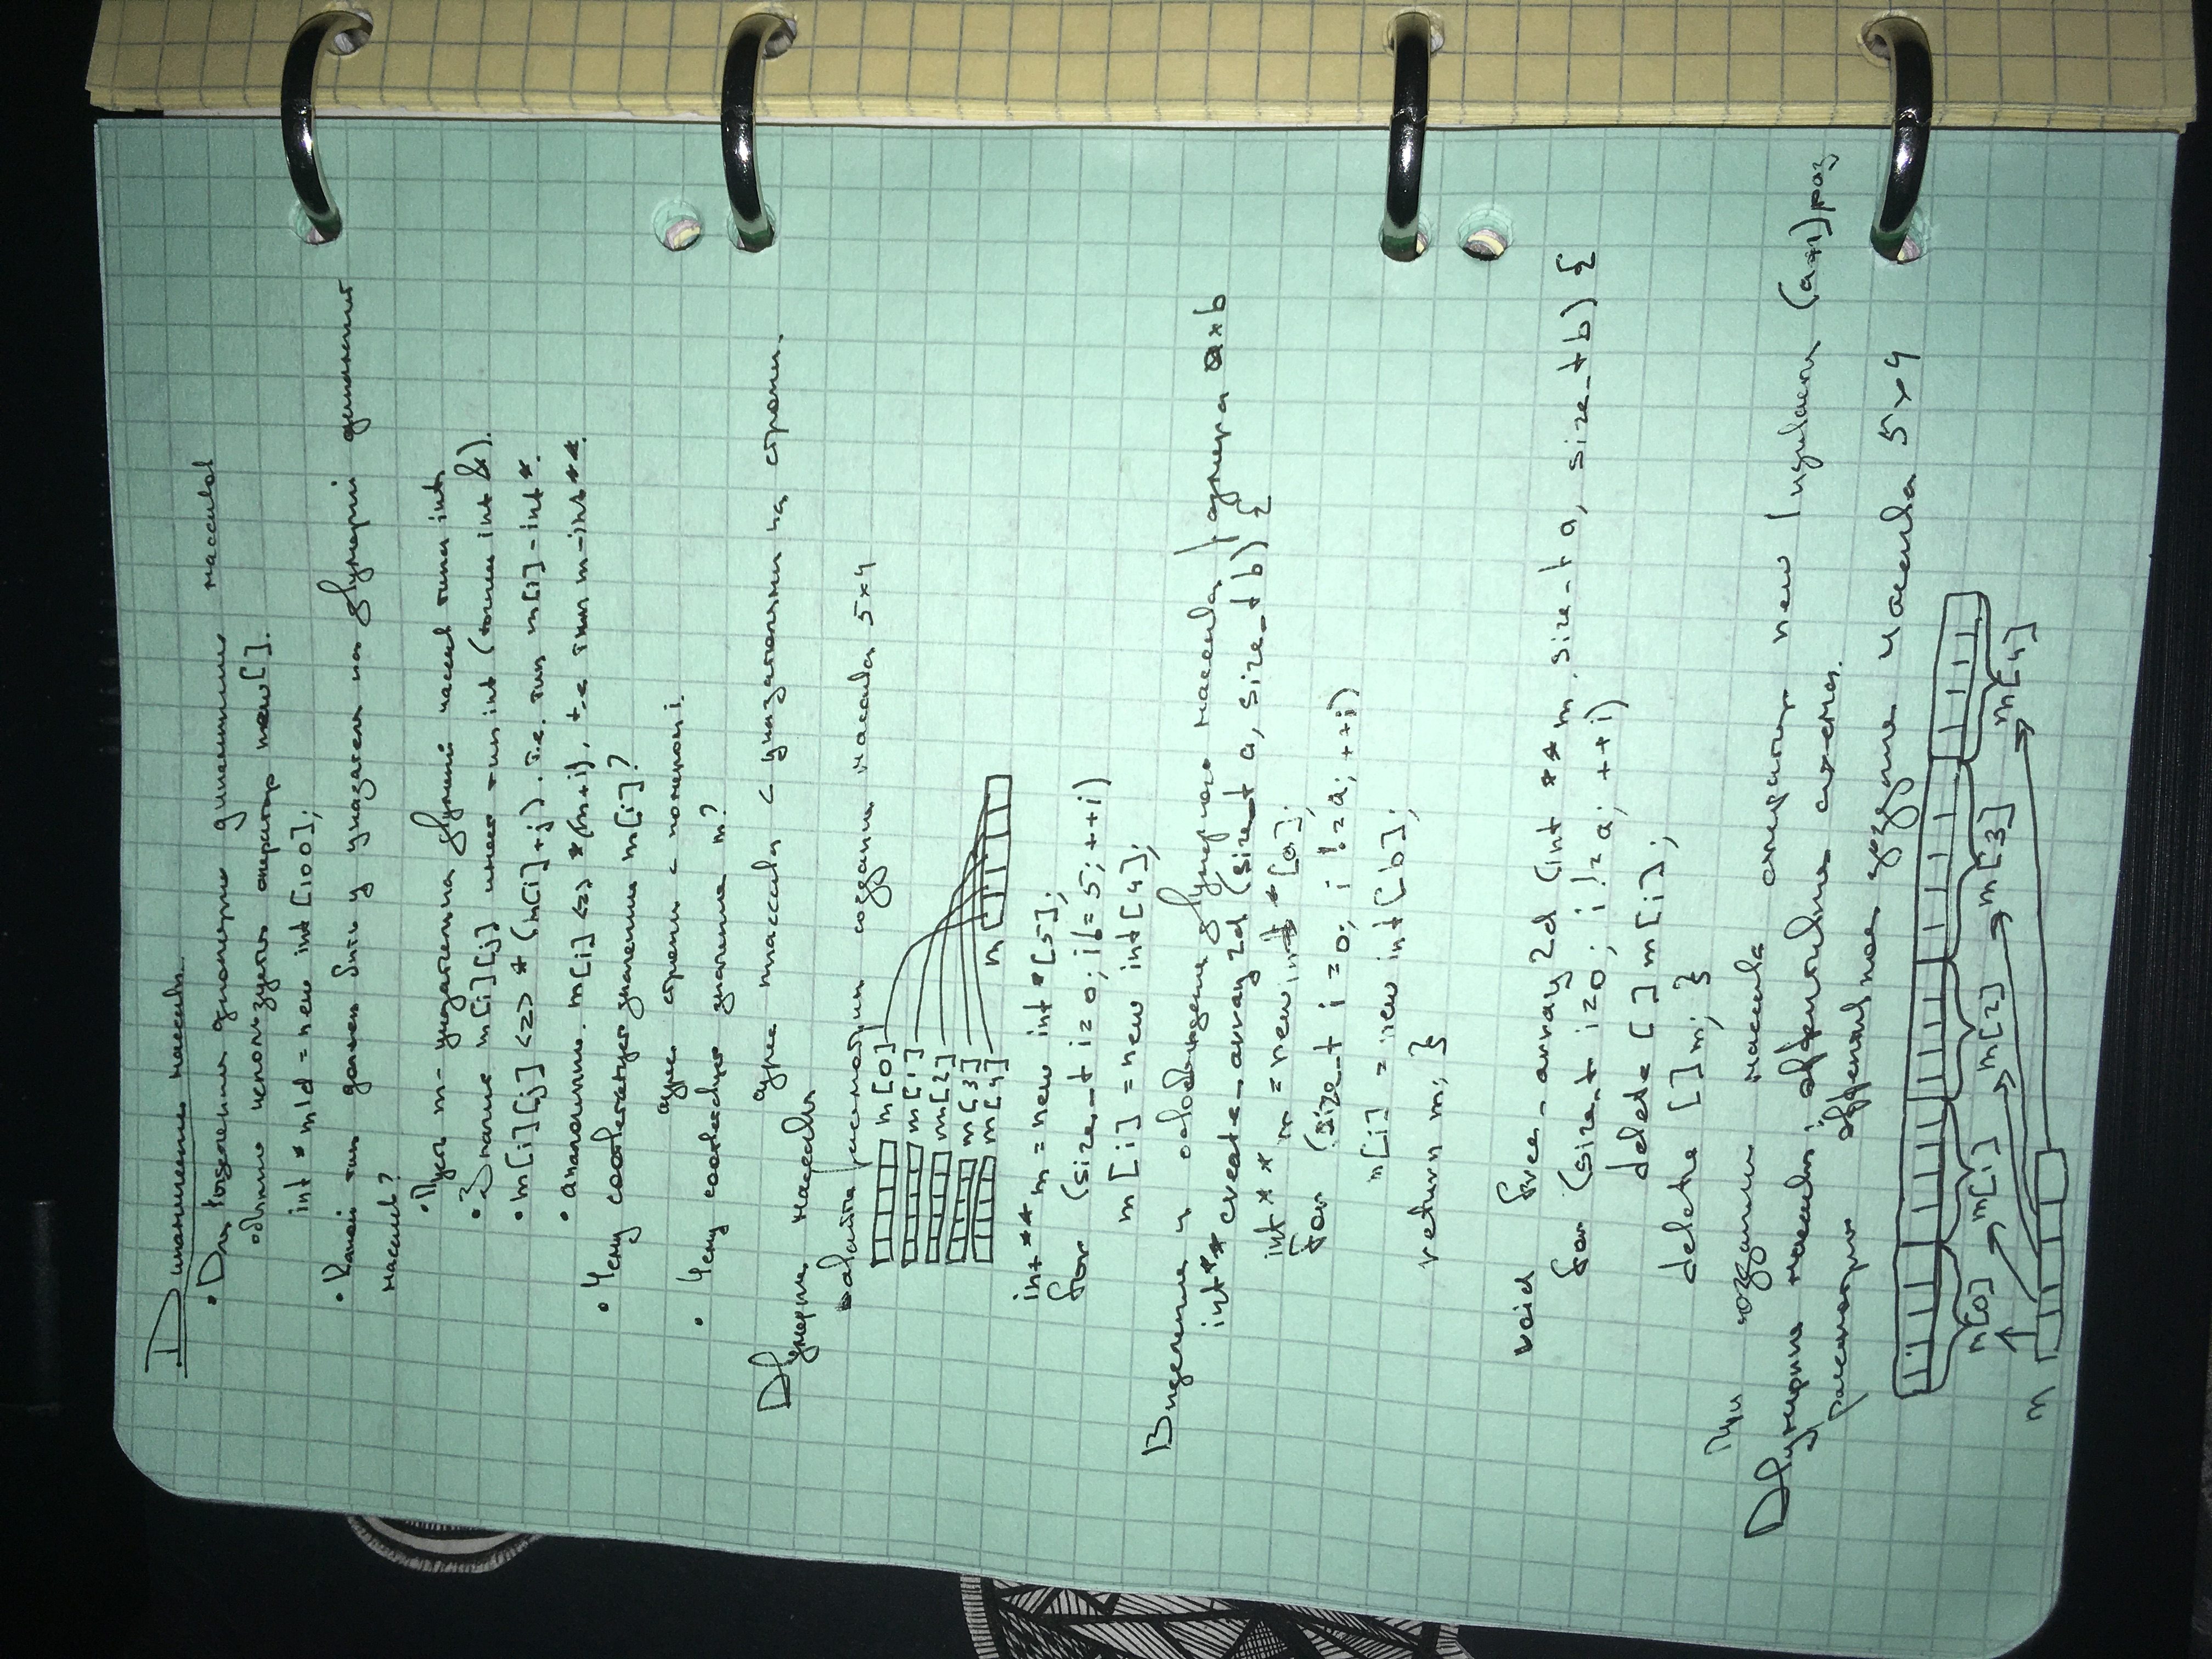 Динамические массивы
• Для выделения одномерных динамических массивов
обычно используется оператор new[].
int * m1d = new int [100];
• Какой тип должен быть у указателя на двумерный динамический
массив?
• Пусть m - указатель на двумерный массив типа int
• Значит m[i][j] имеет тип int (точнее int &).
• m[i][j] <=> *(m[i]+j). т.е. тип m[i] - int*.
• аналогично. m[i] <=> *(m+i). т.е тип m - int**.
• Чему соответствует значение m[i]?
адрес строки с номером i.
• Чему соответствует значение m?
адрес массива с указателями на строки.
Двумерные массивы
Давайте рассмотрим создание массива 5×4
m[0]
m[1]
m[2]
m[3]
m[4]
m
int ** m = new int *[5];
for (size_t i=0; i != 5; ++i)
m[i] = new int[4];
Выделение и освобождение двумерного массива размера a×b
int** create_array2d (size_t a, size_t b) {
int ** m = new int *[a];
for (size_t i = 0; i != a; ++i)
m[i] = new int[b];
return m; }
void free_array2d (int **m, size_t a, size_t b) {
for (size_t i=0; i != a; ++i)
delete []m[i];
delete []m; }
При создании массива оператор new вызывается (a+1) раз
Двумерные массивы: эффективная схема.
рассмотрим эффективное создание массива 5×4
m[0] m[1] m[2] m[3] m[4]
m